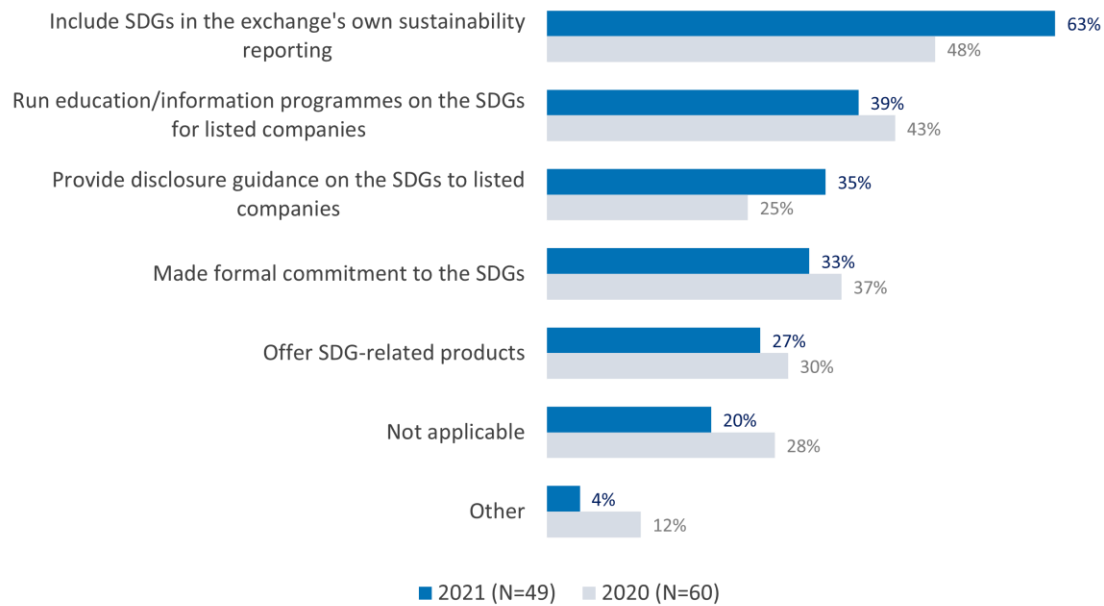 Include SDGs in the exchange's own sustainability
reporting
63%
48%
Run education/information programmes on the SDGs
for listed companies
39%
43%
Provide disclosure guidance on the SDGs to listed
companies
35%
25%
Made formal commitment to the SDGs
33%
37%
Offer SDG-related products
27%
30%
Not applicable
20%
28%
Other
4%
12%
2021 (N=49) 2020 (N=60)